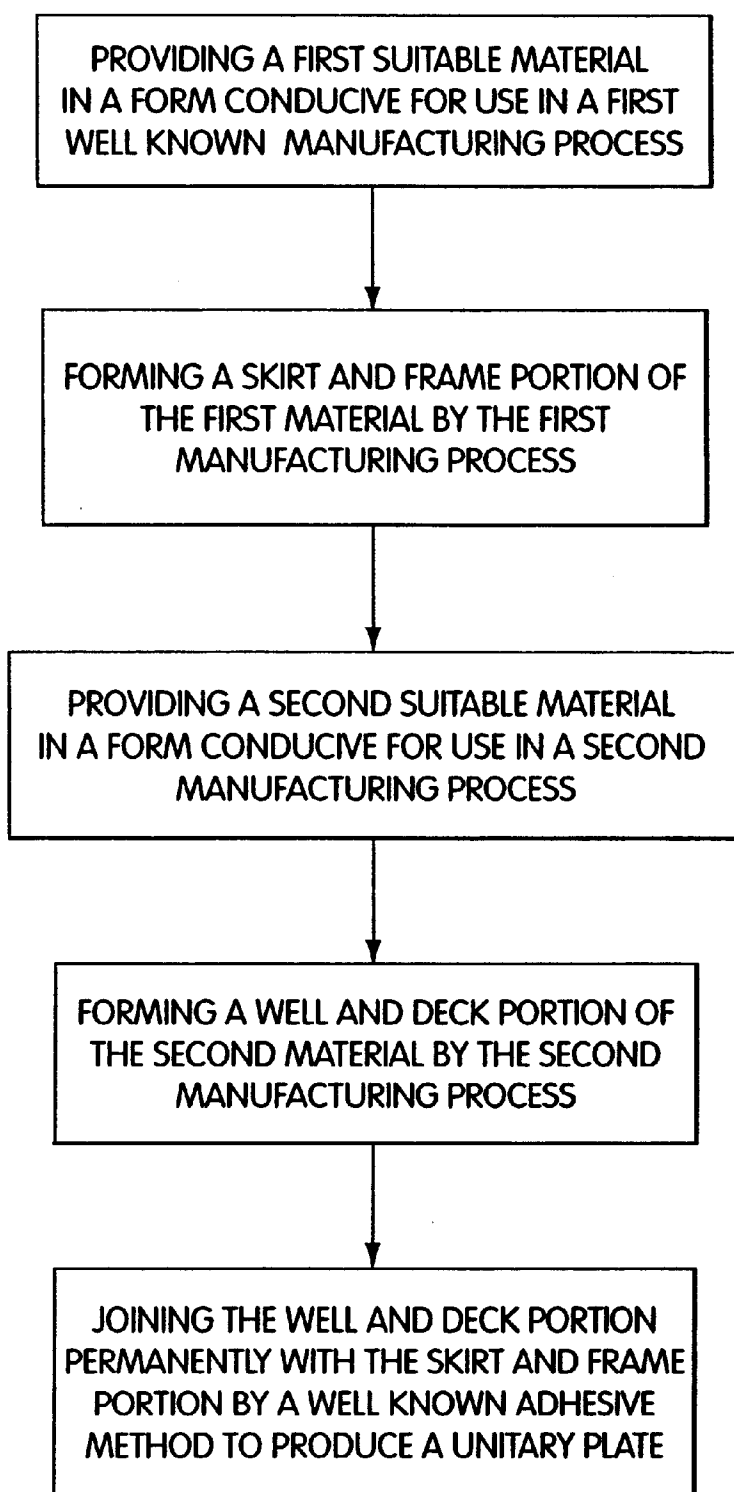 PROVIDING A FIRST SUITABLE MATERIAL
IN A FORM CONDUCIVE FOR USE IN A FIRST
WELL KNOWN MANUFACTURING PROCESS
FORMING A SKIRT AND FRAME PORTION OF
THE FIRST MATERIAL BY THE FIRST
MANUFACTURING PROCESS
PROVIDING A SECOND SUITABLE MATERIAL
IN A FORM CONDUCIVE FOR USE IN A SECOND
MANUFACTURING PROCESS
FORMING A WELL AND DECK PORTION OF
THE SECOND MATERIAL BY THE SECOND
MANUFACTURING PROCESS
JOINING THE WELL AND DECK PORTION
PERMANENTLY WITH THE SKIRT AND FRAME
PORTION BY A WELL KNOWN ADHESIVE
METHOD TO PRODUCE A UNITARY PLATE